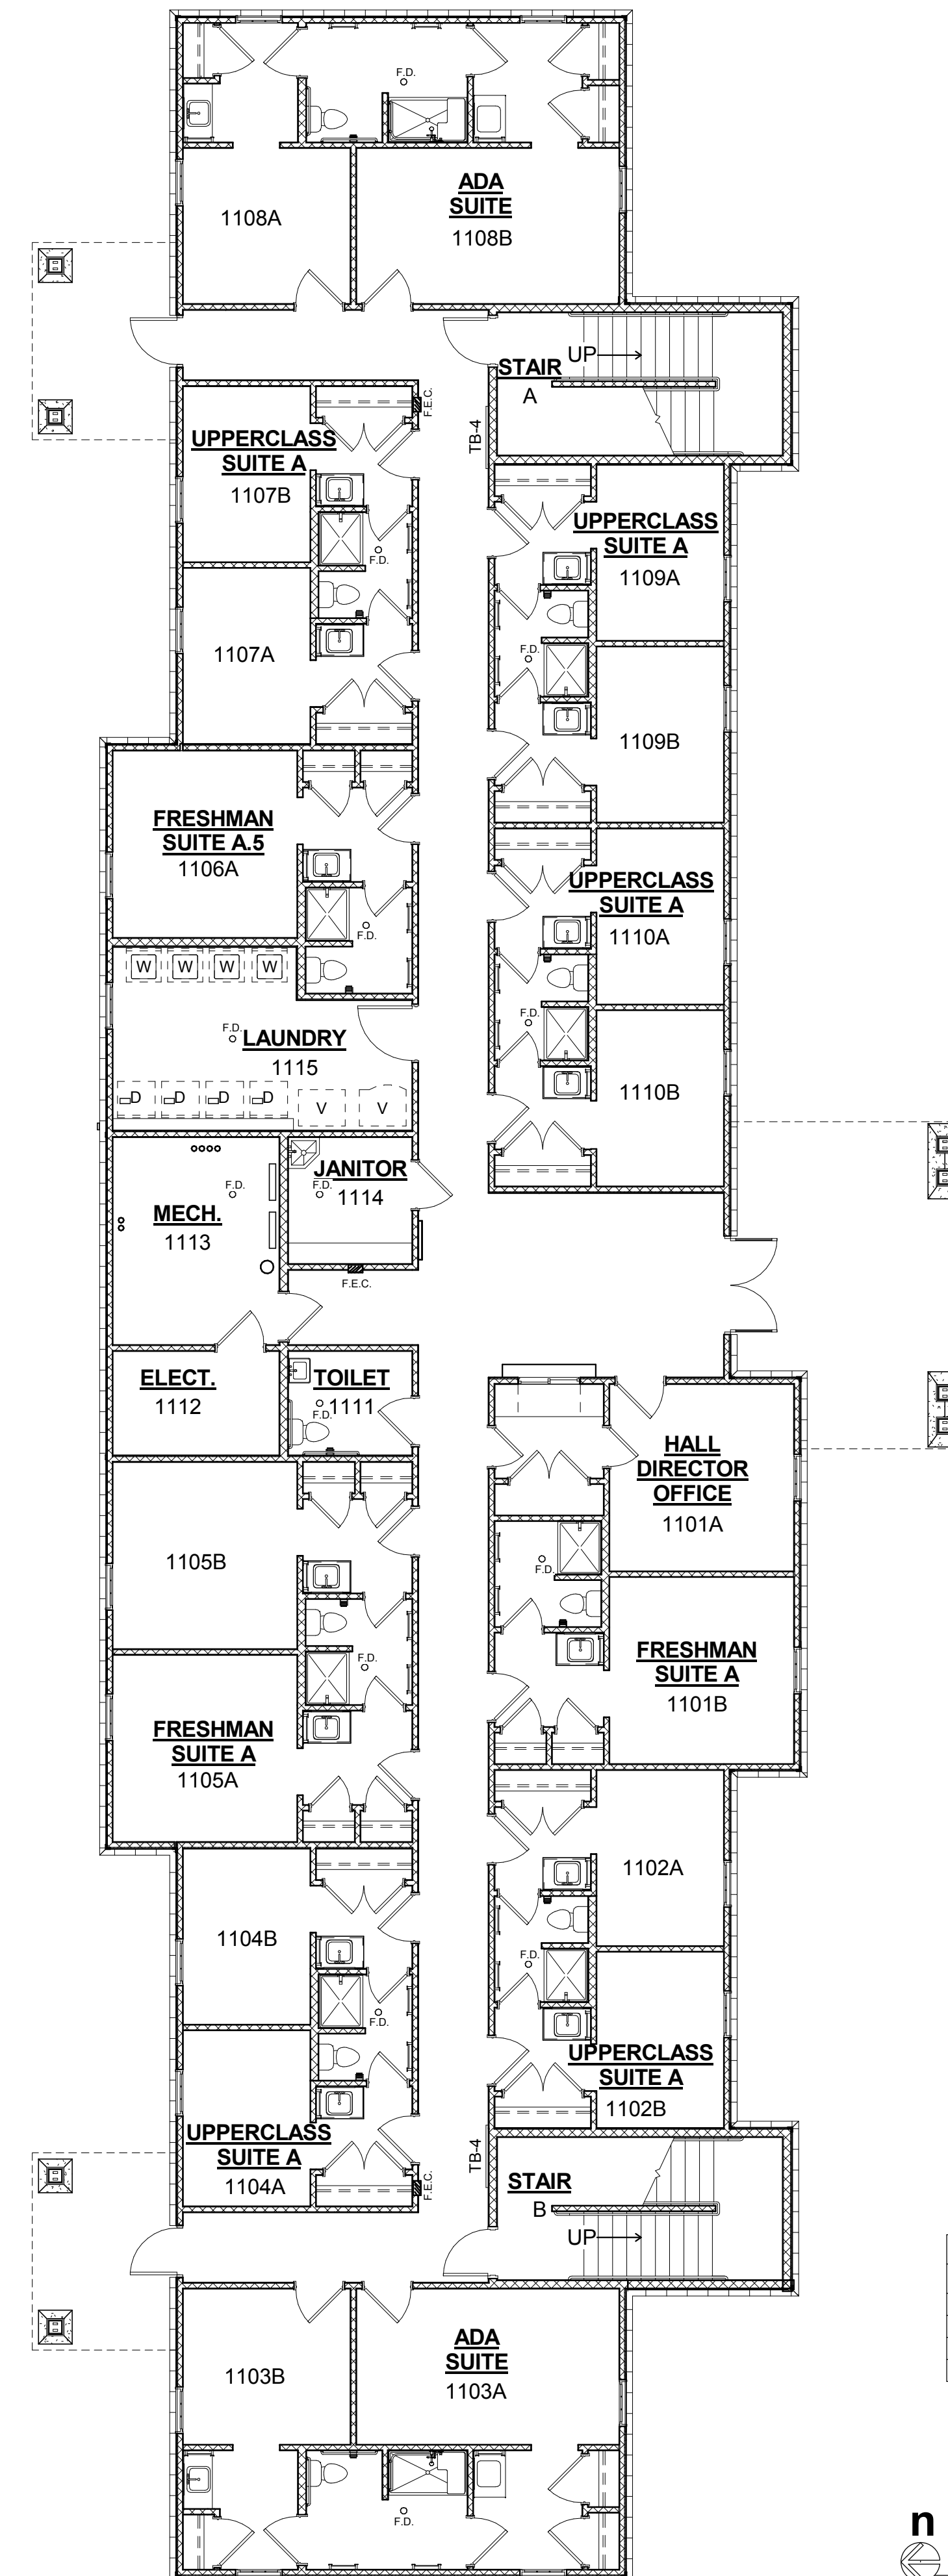 F.D.
ADA
SUITE
1108A
1108B
UP
STAIR
A
F.E.C.
TB-4
UPPERCLASS
SUITE A
1107B
F.D.
UPPERCLASS
SUITE A
1109A
1107A
F.D.
1109B
FRESHMAN
SUITE A.5
1106A
UPPERCLASS
SUITE A
1110A
F.D.
W W W W
F.D.
F.D.
LAUNDRY
1115
D D D D
V V
1110B
JANITOR
F.D.
1114
F.D.
MECH.
1113
F.E.C.
ELECT.
1112
TOILET
1111
F.D.
HALL
DIRECTOR
OFFICE
1101A
1105B
F.D.
FRESHMAN
SUITE A
1101B
F.D.
FRESHMAN
SUITE A
1105A
1102A
1104B
F.D.
F.D.
UPPERCLASS
SUITE A
1102B
UPPERCLASS
SUITE A
1104A
F.E.C.
TB-4
STAIR
B
UP
ADA
SUITE
1103A
1103B
F.D.
n